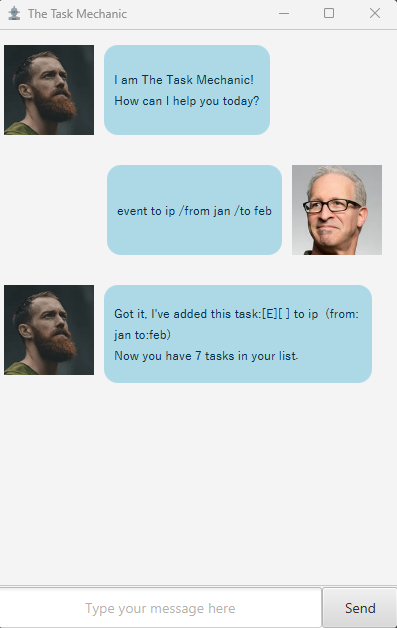 The Task Mechanic
I am The Task Mechanic!
How can I help you today?
event to ip /from jan /to feb
Got it, I've added this task:[E][ ] to ip (from:
jan to:feb)
Now you have 7 tasks in your list.
Type your message here
Send